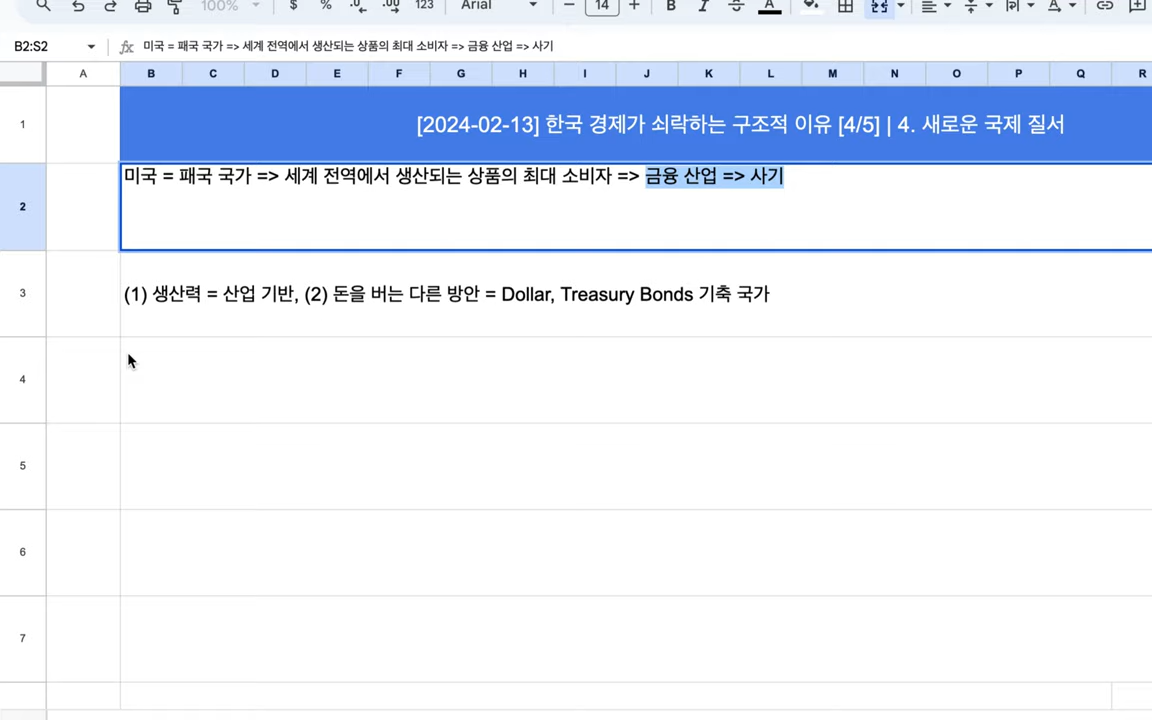 100%
$ % .0 .00 123 Arial − 14 + B I A
B2:S2 fx 미국 = 패국 국가 => 세계 전역에서 생산되는 상품의 최대 소비자 => 금융 산업 => 사기
A B C D E F G H I J K L M N O P Q R
1 [2024-02-13] 한국 경제가 쇠락하는 구조적 이유 [4/5] | 4. 새로운 국제 질서
2 미국 = 패국 국가 => 세계 전역에서 생산되는 상품의 최대 소비자 => 금융 산업 => 사기
3 (1) 생산력 = 산업 기반, (2) 돈을 버는 다른 방안 = Dollar, Treasury Bonds 기축 국가
4
5
6
7